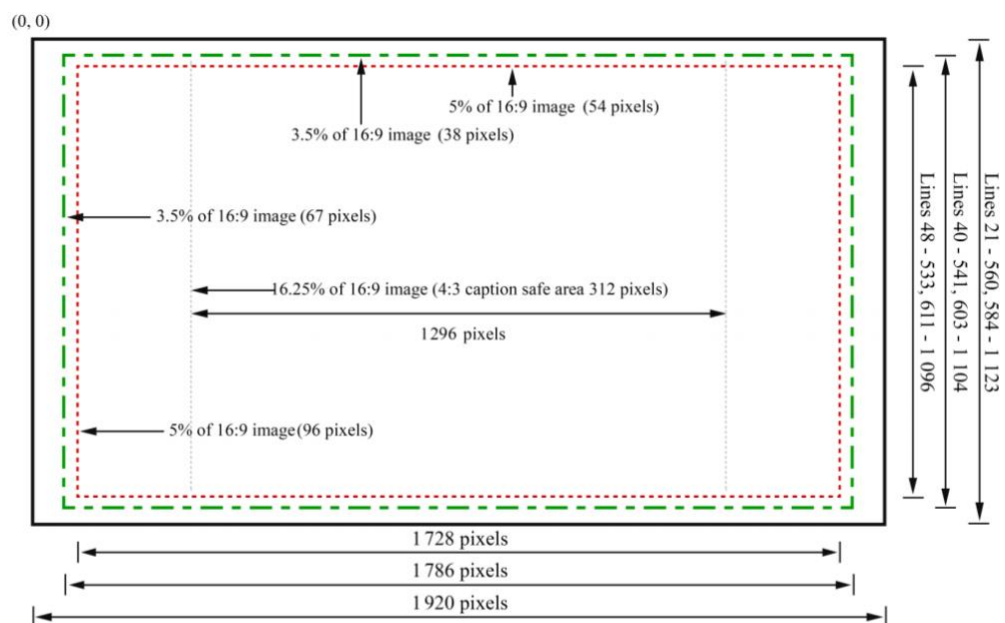 (0, 0)
5% of 16:9 image (54 pixels)
3.5% of 16:9 image (38 pixels)
3.5% of 16:9 image (67 pixels)
16.25% of 16:9 image (4:3 caption safe area 312 pixels)
1296 pixels
5% of 16:9 image(96 pixels)
Lines 48 - 533, 611 - 1 096
Lines 40 - 541, 603 - 1 104
Lines 21 - 560, 584 - 1 123
1 728 pixels
1 786 pixels
1 920 pixels